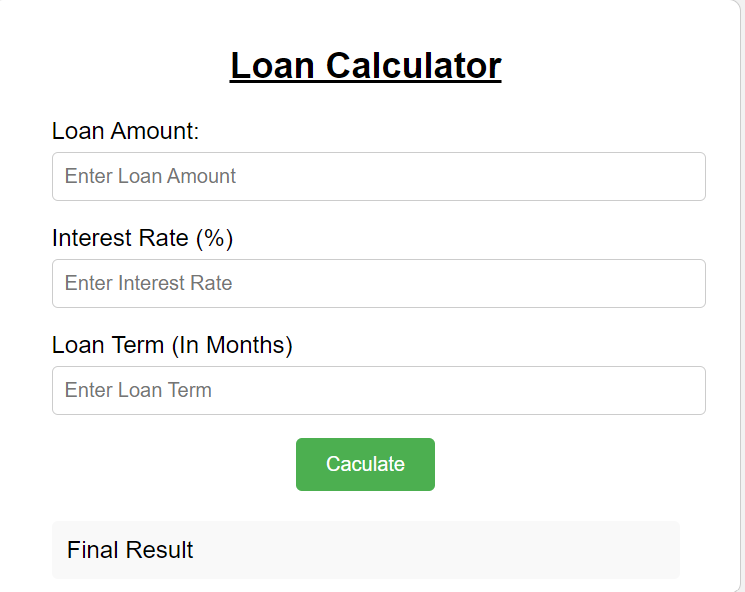 Loan Calculator
Loan Amount:
Enter Loan Amount
Interest Rate (%)
Enter Interest Rate
Loan Term (In Months)
Enter Loan Term
Caculate
Final Result